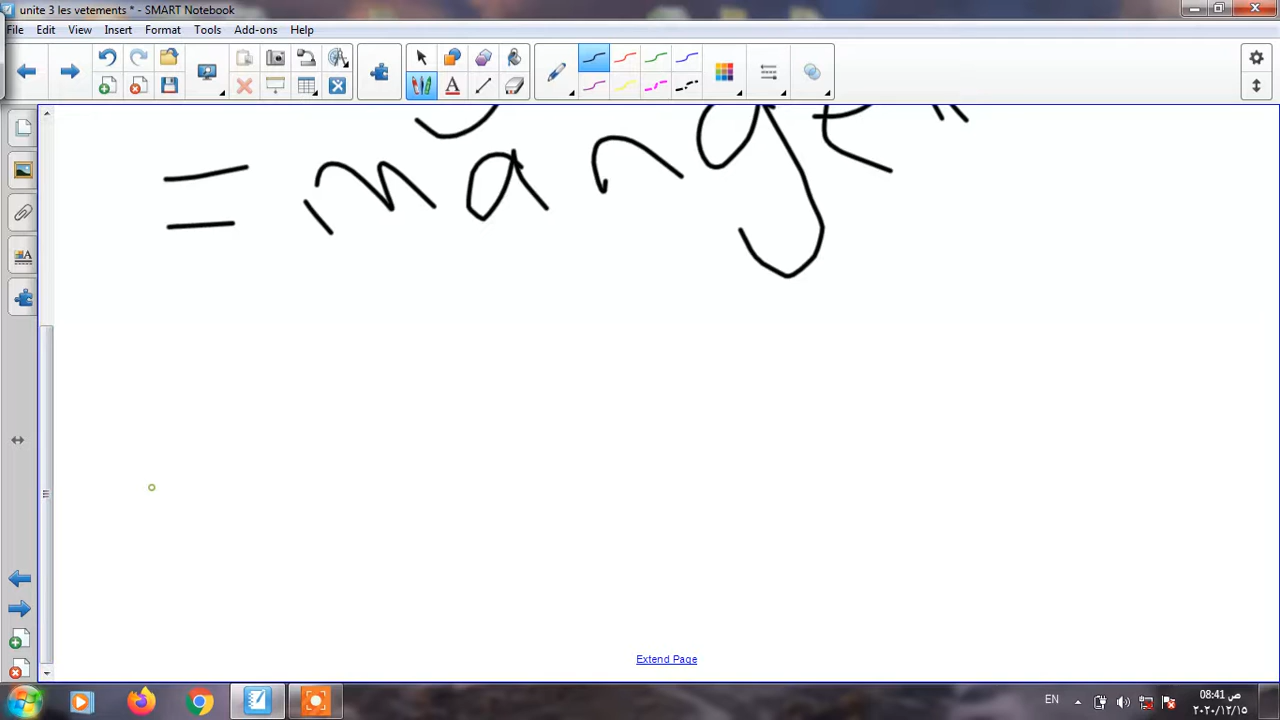 unite 3 les vetements * - SMART Notebook
File Edit View Insert Format Tools Add-ons Help
= manger
Extend Page
EN
08:41 ص
٢٠٢٠/١٢/١٥